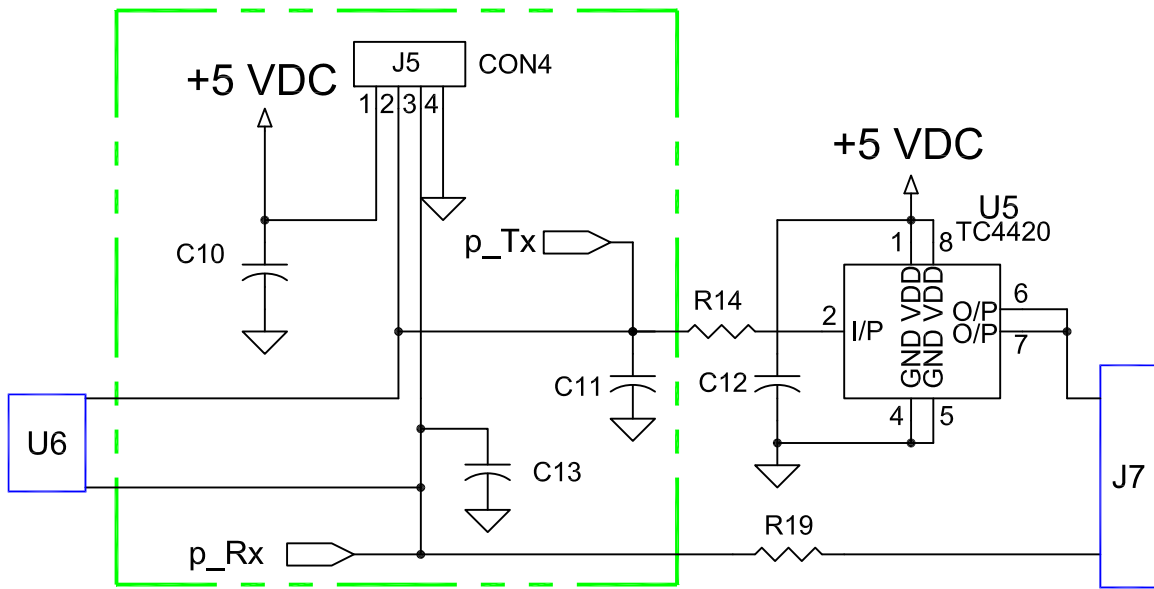 J5
CON4
+5 VDC
1 2 3 4
+5 VDC
U5
TC4420
p_Tx
1
8
C10
GND VDD
GND VDD
6
O/P
R14
2
I/P
O/P
7
C11
C12
4
5
U6
C13
J7
R19
p_Rx